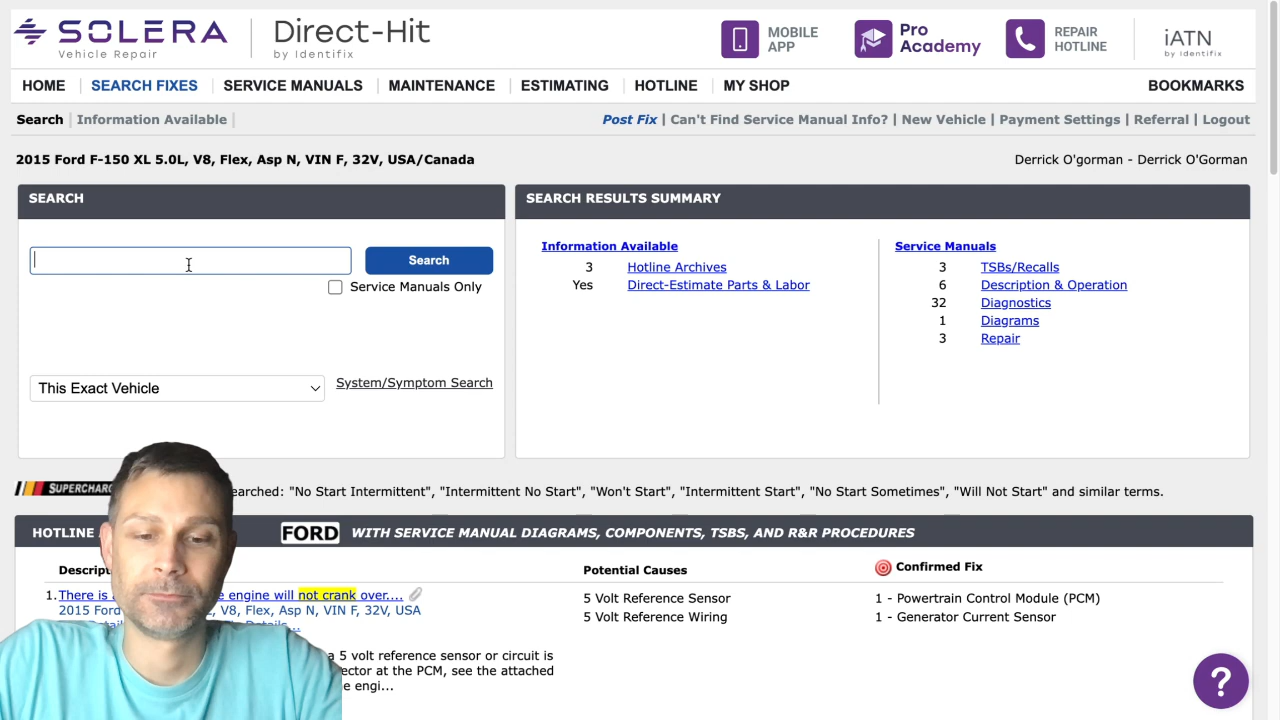 SOLERA
Vehicle Repair
Direct-Hit
by Identifix
MOBILE APP
Pro Academy
REPAIR HOTLINE
iATN
by Identifix
HOME SEARCH FIXES SERVICE MANUALS MAINTENANCE ESTIMATING HOTLINE MY SHOP BOOKMARKS
Search | Information Available |
Post Fix | Can't Find Service Manual Info? | New Vehicle | Payment Settings | Referral | Logout
2015 Ford F-150 XL 5.0L, V8, Flex, Asp N, VIN F, 32V, USA/Canada
Derrick O'gorman - Derrick O'Gorman
SEARCH
Search
Service Manuals Only
This Exact Vehicle
System/Symptom Search
SEARCH RESULTS SUMMARY
Information Available
3 Hotline Archives
Yes Direct-Estimate Parts & Labor
Service Manuals
3 TSBs/Recalls
6 Description & Operation
32 Diagnostics
1 Diagrams
3 Repair
earched: "No Start Intermittent", "Intermittent No Start", "Won't Start", "Intermittent Start", "No Start Sometimes", "Will Not Start" and similar terms.
HOTLINE
FORD WITH SERVICE MANUAL DIAGRAMS, COMPONENTS, TSBS, AND R&R PROCEDURES
Descript
Potential Causes
Confirmed Fix
1. There is e engine will not crank over....
2015 Ford L, V8, Flex, Asp N, VIN F, 32V, USA
5 Volt Reference Sensor
5 Volt Reference Wiring
1 - Powertrain Control Module (PCM)
1 - Generator Current Sensor
a 5 volt reference sensor or circuit is
ector at the PCM, see the attached
e engi...
?